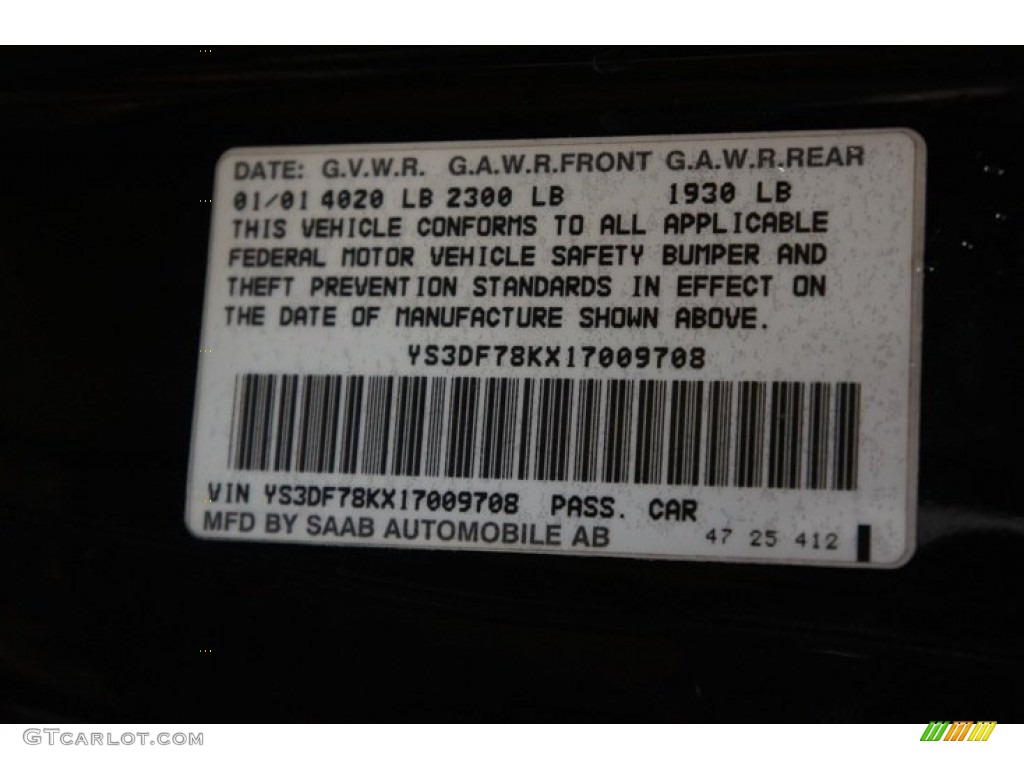 DATE: G.V.W.R. G.A.W.R.FRONT G.A.W.R.REAR
01/01 4020 LB 2300 LB 1930 LB
THIS VEHICLE CONFORMS TO ALL APPLICABLE
FEDERAL MOTOR VEHICLE SAFETY BUMPER AND
THEFT PREVENTION STANDARDS IN EFFECT ON
THE DATE OF MANUFACTURE SHOWN ABOVE.
YS3DF78KX17009708
VIN YS3DF78KX17009708 PASS. CAR
MFD BY SAAB AUTOMOBILE AB 47 25 412
GTCARLOT.COM